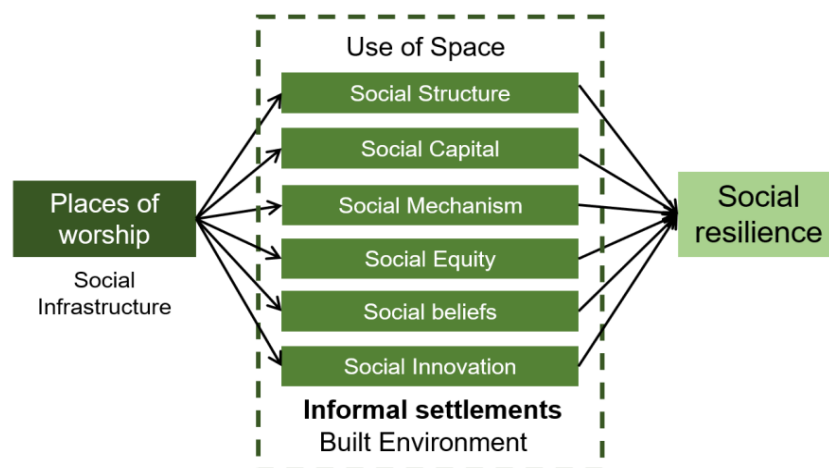 Use of Space
Social Structure
Social Capital
Social Mechanism
Social Equity
Social beliefs
Social Innovation
Informal settlements
Built Environment
Places of
worship
Social
Infrastructure
Social
resilience